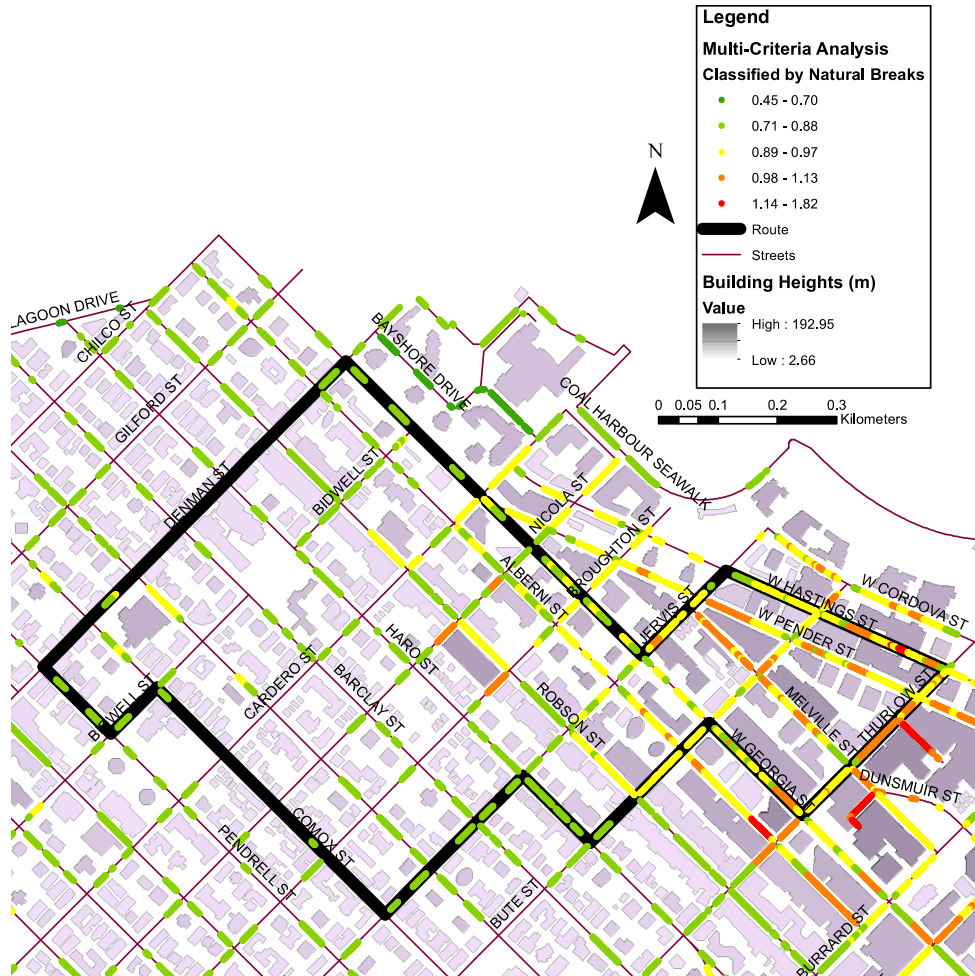 Legend
Multi-Criteria Analysis
Classified by Natural Breaks
0.45 - 0.70
0.71 - 0.88
0.89 - 0.97
0.98 - 1.13
1.14 - 1.82
Route
Streets
Building Heights (m)
Value
High : 192.95
Low : 2.66
N
0 0.05 0.1 0.2 0.3
Kilometers
LAGOON DRIVE
CHILCO ST
GILFORD ST
DENMAN ST
BAYSHORE DRIVE
COAL HARBOUR SEAWALK
BIDWELL ST
NICOLA ST
BROUGHTON ST
ALBERNI ST
JERVIS ST
W HASTINGS ST
W CORDOVA ST
W PENDER ST
HARO ST
BARCLAY ST
CARDERO ST
BIDWELL ST
ROBSON ST
MELVILLE ST
THURLOW ST
W GEORGIA ST
DUNSMUIR ST
COMOX ST
PENDRELL ST
BUTE ST
BURRARD ST